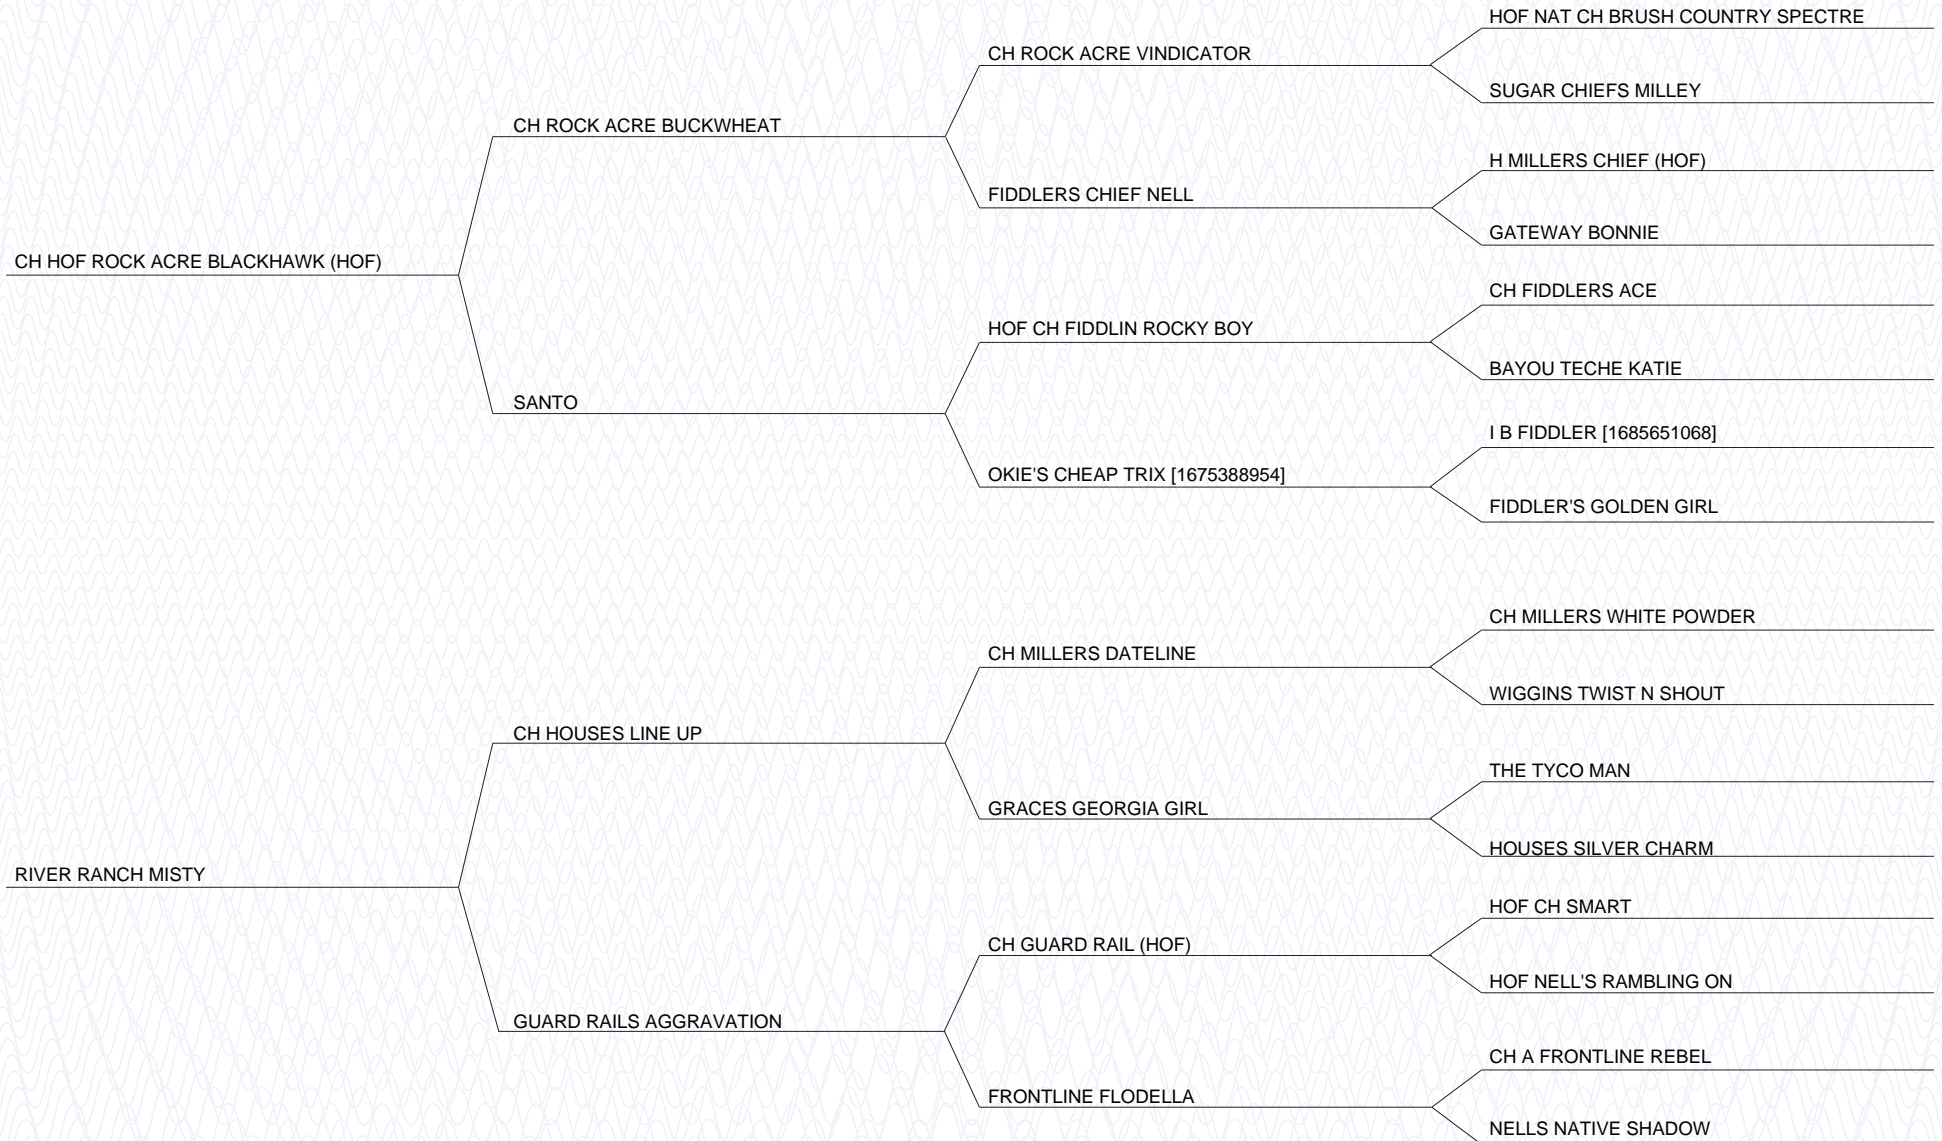 HOF NAT CH BRUSH COUNTRY SPECTRE
CH ROCK ACRE VINDICATOR
SUGAR CHIEFS MILLEY
CH ROCK ACRE BUCKWHEAT
H MILLERS CHIEF (HOF)
FIDDLERS CHIEF NELL
GATEWAY BONNIE
CH HOF ROCK ACRE BLACKHAWK (HOF)
CH FIDDLERS ACE
HOF CH FIDDLIN ROCKY BOY
BAYOU TECHE KATIE
SANTO
I B FIDDLER [1685651068]
OKIE'S CHEAP TRIX [1675388954]
FIDDLER'S GOLDEN GIRL
CH MILLERS WHITE POWDER
CH MILLERS DATELINE
WIGGINS TWIST N SHOUT
CH HOUSES LINE UP
THE TYCO MAN
GRACES GEORGIA GIRL
HOUSES SILVER CHARM
RIVER RANCH MISTY
HOF CH SMART
CH GUARD RAIL (HOF)
HOF NELL'S RAMBLING ON
GUARD RAILS AGGRAVATION
CH A FRONTLINE REBEL
FRONTLINE FLODELLA
NELLS NATIVE SHADOW